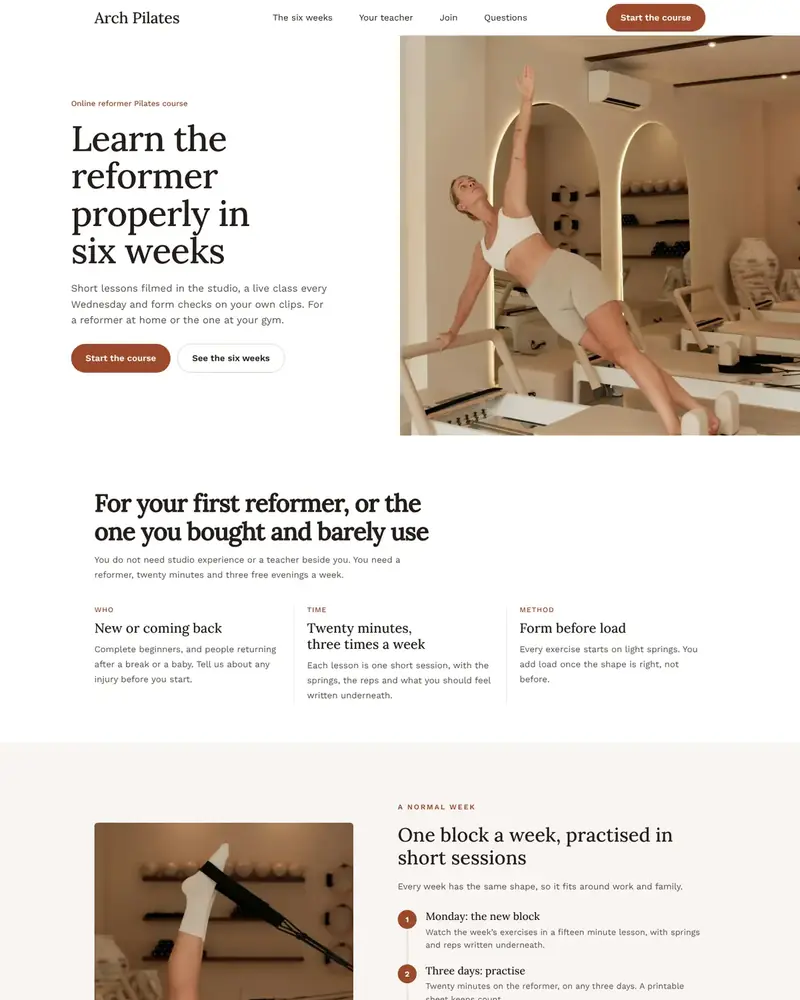 Arch Pilates
The six weeks
Your teacher
Join
Questions
Start the course
Online reformer Pilates course
Learn the
reformer
properly in
six weeks
Short lessons filmed in the studio, a live class every
Wednesday and form checks on your own clips. For
a reformer at home or the one at your gym.
Start the course
See the six weeks
For your first reformer, or the
one you bought and barely use
You do not need studio experience or a teacher beside you. You need a
reformer, twenty minutes and three free evenings a week.
WHO
New or coming back
Complete beginners, and people returning
after a break or a baby. Tell us about any
injury before you start.
TIME
Twenty minutes,
three times a week
Each lesson is one short session, with the
springs, the reps and what you should feel
written underneath.
METHOD
Form before load
Every exercise starts on light springs. You
add load once the shape is right, not
before.
A NORMAL WEEK
One block a week, practised in
short sessions
Every week has the same shape, so it fits around work and family.
1
Monday: the new block
Watch the week's exercises in a fifteen minute lesson, with springs
and reps written underneath.
2
Three days: practise
Twenty minutes on the reformer, on any three days. A printable
sheet keeps count.